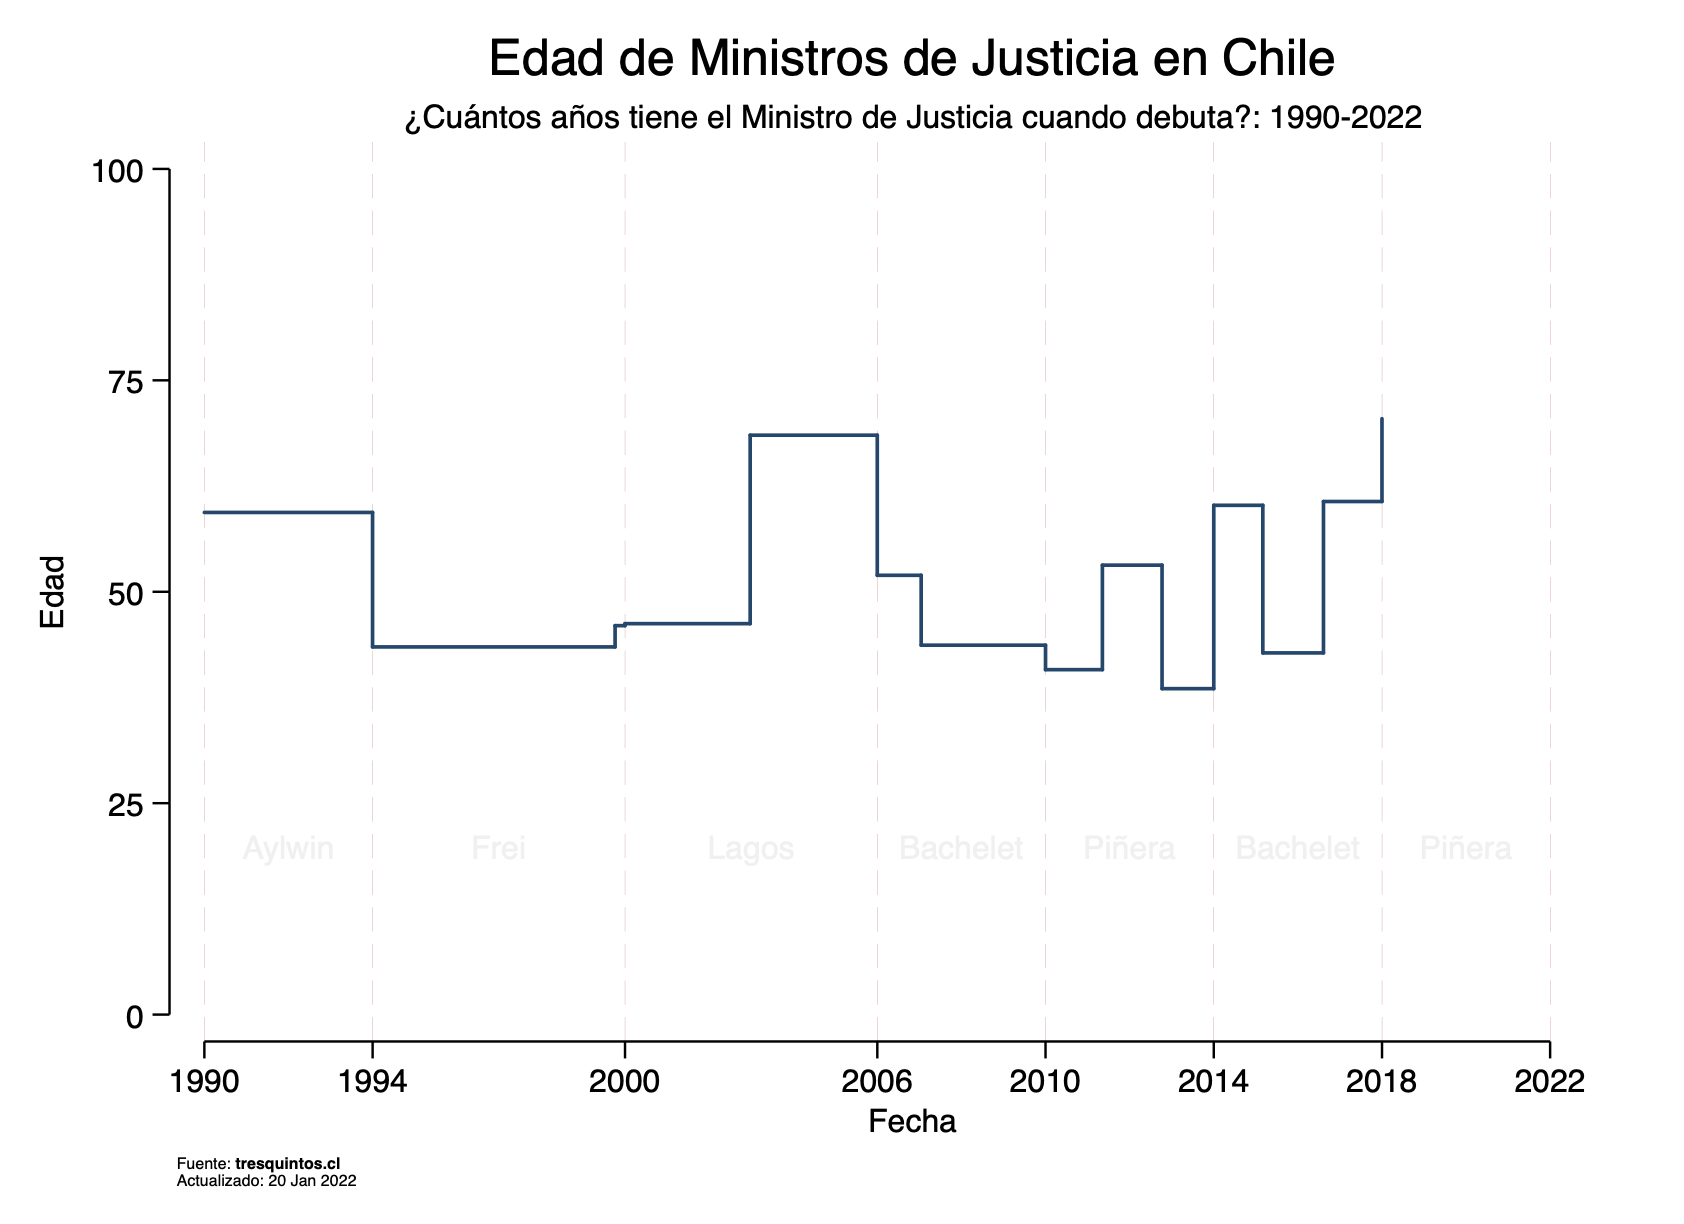 Edad de Ministros de Justicia en Chile
¿Cuántos años tiene el Ministro de Justicia cuando debuta?: 1990-2022
100
75
50
25
0
Edad
Aylwin Frei Lagos Bachelet Piñera Bachelet Piñera
1990 1994 2000 2006 2010 2014 2018 2022
Fecha
Fuente: tresquintos.cl
Actualizado: 20 Jan 2022